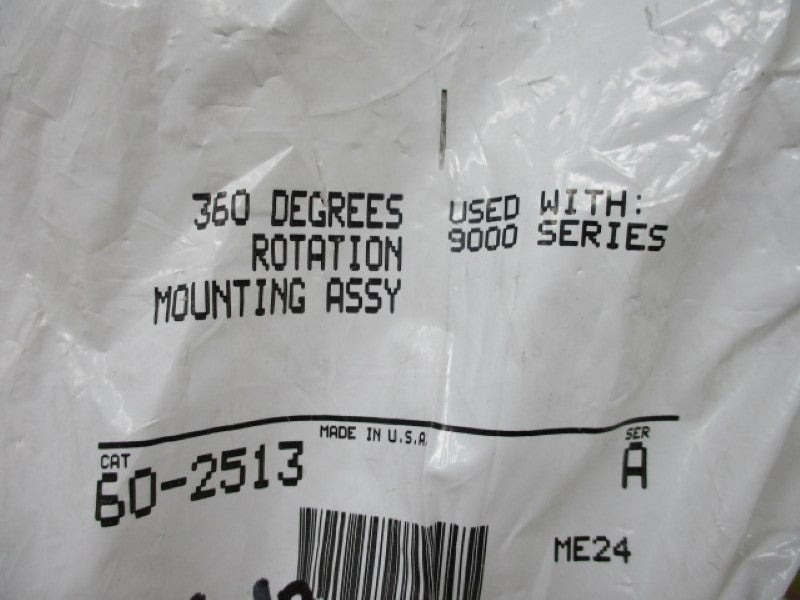 360 DEGREES
ROTATION
MOUNTING ASSY
USED WITH:
9000 SERIES
MADE IN U.S.A
CAT
60-2513
SER
A
ME24